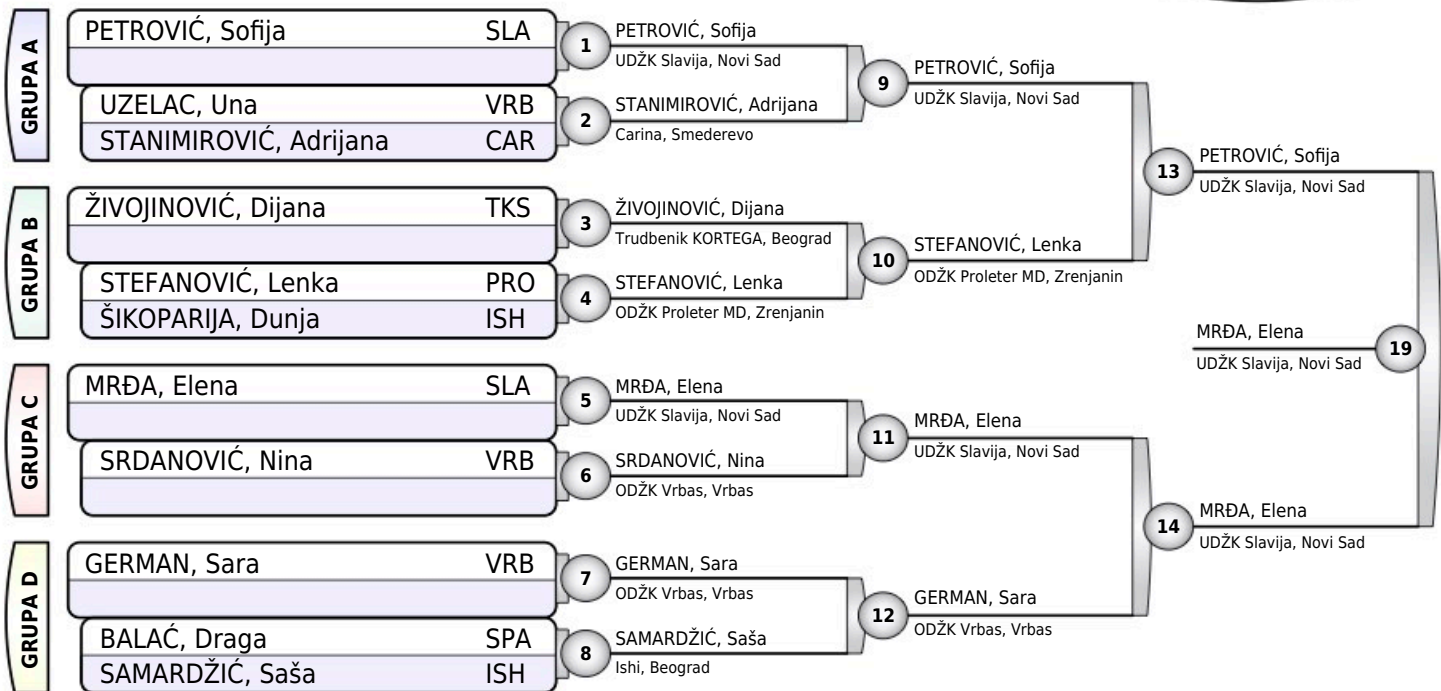 GRUPA A
PETROVIĆ, Sofija SLA
UZELAC, Una VRB
STANIMIROVIĆ, Adrijana CAR
GRUPA B
ŽIVOJINOVIĆ, Dijana TKS
STEFANOVIĆ, Lenka PRO
ŠIKOPARIJA, Dunja ISH
GRUPA C
MRĐA, Elena SLA
SRDANOVIĆ, Nina VRB
GRUPA D
GERMAN, Sara VRB
BALAĆ, Draga SPA
SAMARDŽIĆ, Saša ISH
1
PETROVIĆ, Sofija
UDŽK Slavija, Novi Sad
2
STANIMIROVIĆ, Adrijana
Carina, Smederevo
3
ŽIVOJINOVIĆ, Dijana
Trudbenik KORTEGA, Beograd
4
STEFANOVIĆ, Lenka
ODŽK Proleter MD, Zrenjanin
5
MRĐA, Elena
UDŽK Slavija, Novi Sad
6
SRDANOVIĆ, Nina
ODŽK Vrbas, Vrbas
7
GERMAN, Sara
ODŽK Vrbas, Vrbas
8
SAMARDŽIĆ, Saša
Ishi, Beograd
9
PETROVIĆ, Sofija
UDŽK Slavija, Novi Sad
10
STEFANOVIĆ, Lenka
ODŽK Proleter MD, Zrenjanin
11
MRĐA, Elena
UDŽK Slavija, Novi Sad
12
GERMAN, Sara
ODŽK Vrbas, Vrbas
13
PETROVIĆ, Sofija
UDŽK Slavija, Novi Sad
14
MRĐA, Elena
UDŽK Slavija, Novi Sad
MRĐA, Elena
UDŽK Slavija, Novi Sad
19